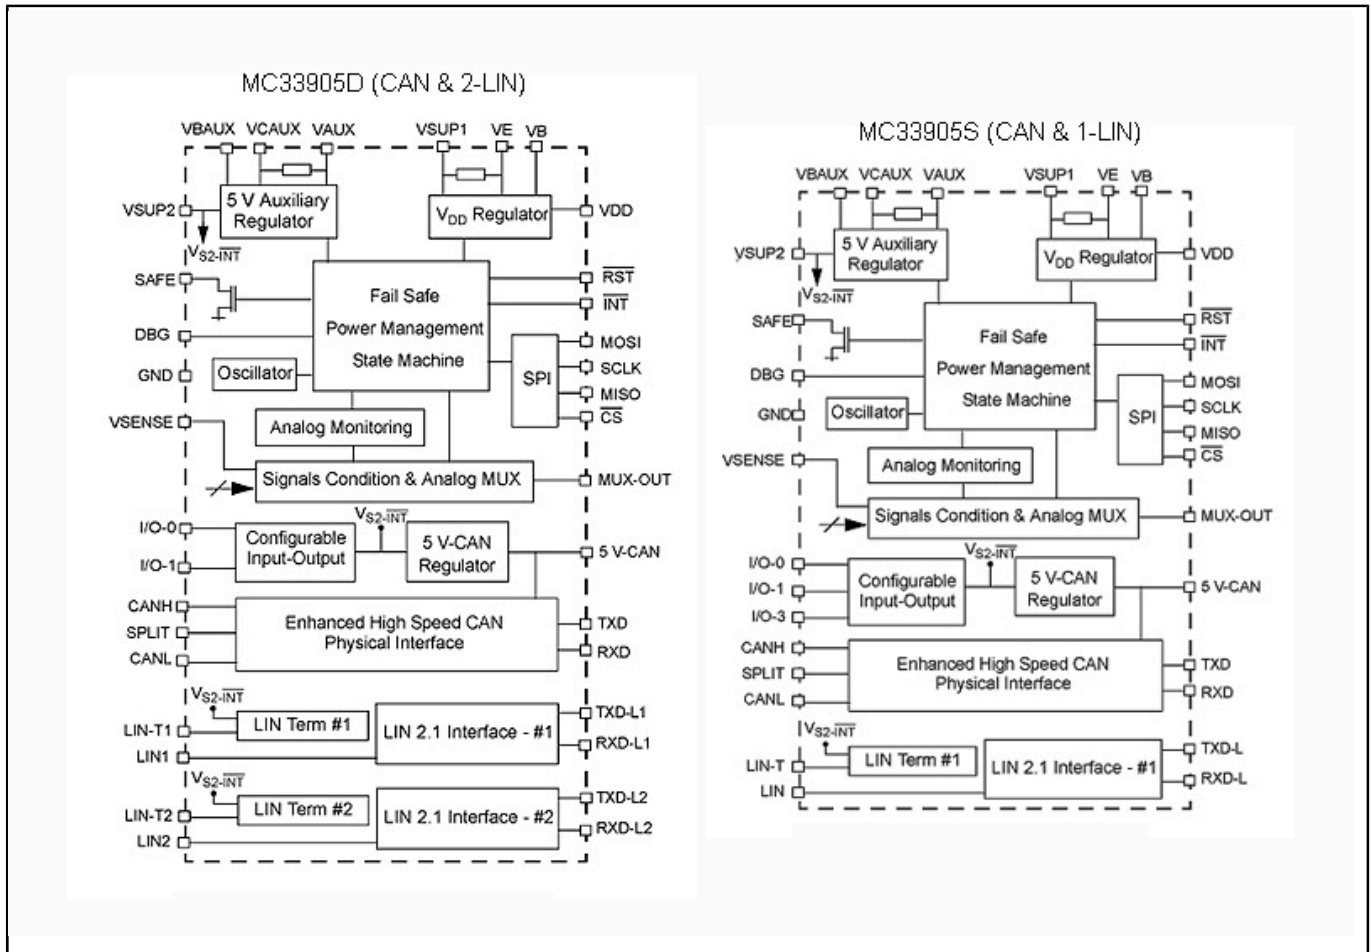 MC33905D (CAN & 2-LIN)
VBAUX VCAUX VAUX VSUP1 VE VB
5 V Auxiliary
Regulator
VDD Regulator
VSUP2
VDD
VS2-INT
SAFE
RST
INT
Fail Safe
Power Management
State Machine
DBG
MOSI
SCLK
MISO
CS
SPI
GND
Oscillator
VSENSE
Analog Monitoring
Signals Condition & Analog MUX
MUX-OUT
I/O-0
I/O-1
Configurable
Input-Output
VS2-INT
5 V-CAN
Regulator
5 V-CAN
CANH
SPLIT
CANL
Enhanced High Speed CAN
Physical Interface
TXD
RXD
VS2-INT
LIN Term #1
LIN-T1
LIN1
LIN 2.1 Interface - #1
TXD-L1
RXD-L1
VS2-INT
LIN Term #2
LIN-T2
LIN2
LIN 2.1 Interface - #2
TXD-L2
RXD-L2
MC33905S (CAN & 1-LIN)
VBAUX VCAUX VAUX VSUP1 VE VB
5 V Auxiliary
Regulator
VDD Regulator
VSUP2
VDD
VS2-INT
SAFE
RST
INT
Fail Safe
Power Management
State Machine
DBG
MOSI
SCLK
MISO
CS
SPI
GND
Oscillator
VSENSE
Analog Monitoring
Signals Condition & Analog MUX
MUX-OUT
I/O-0
I/O-1
I/O-3
Configurable
Input-Output
VS2-INT
5 V-CAN
Regulator
5 V-CAN
CANH
SPLIT
CANL
Enhanced High Speed CAN
Physical Interface
TXD
RXD
VS2-INT
LIN Term #1
LIN-T
LIN
LIN 2.1 Interface - #1
TXD-L
RXD-L